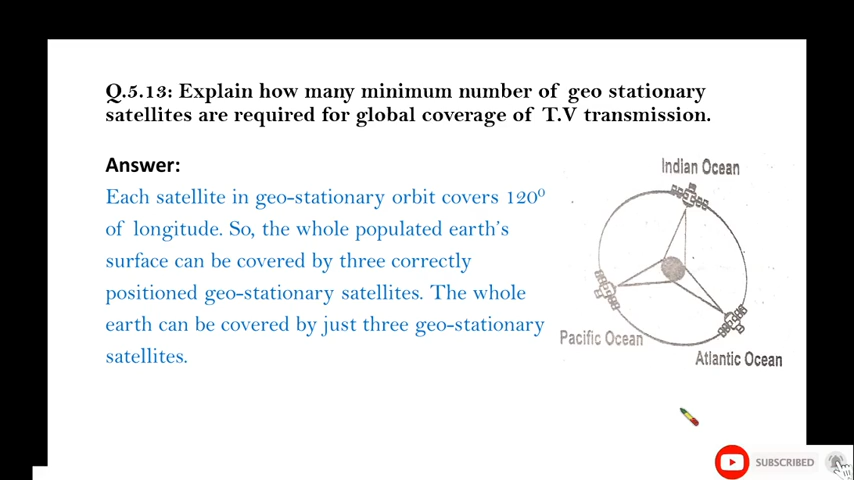 Q.5.13: Explain how many minimum number of geo stationary
satellites are required for global coverage of T.V transmission.
Answer:
Each satellite in geo-stationary orbit covers 120⁰
of longitude. So, the whole populated earth's
surface can be covered by three correctly
positioned geo-stationary satellites. The whole
earth can be covered by just three geo-stationary
satellites.
Indian Ocean
Pacific Ocean
Atlantic Ocean
SUBSCRIBED